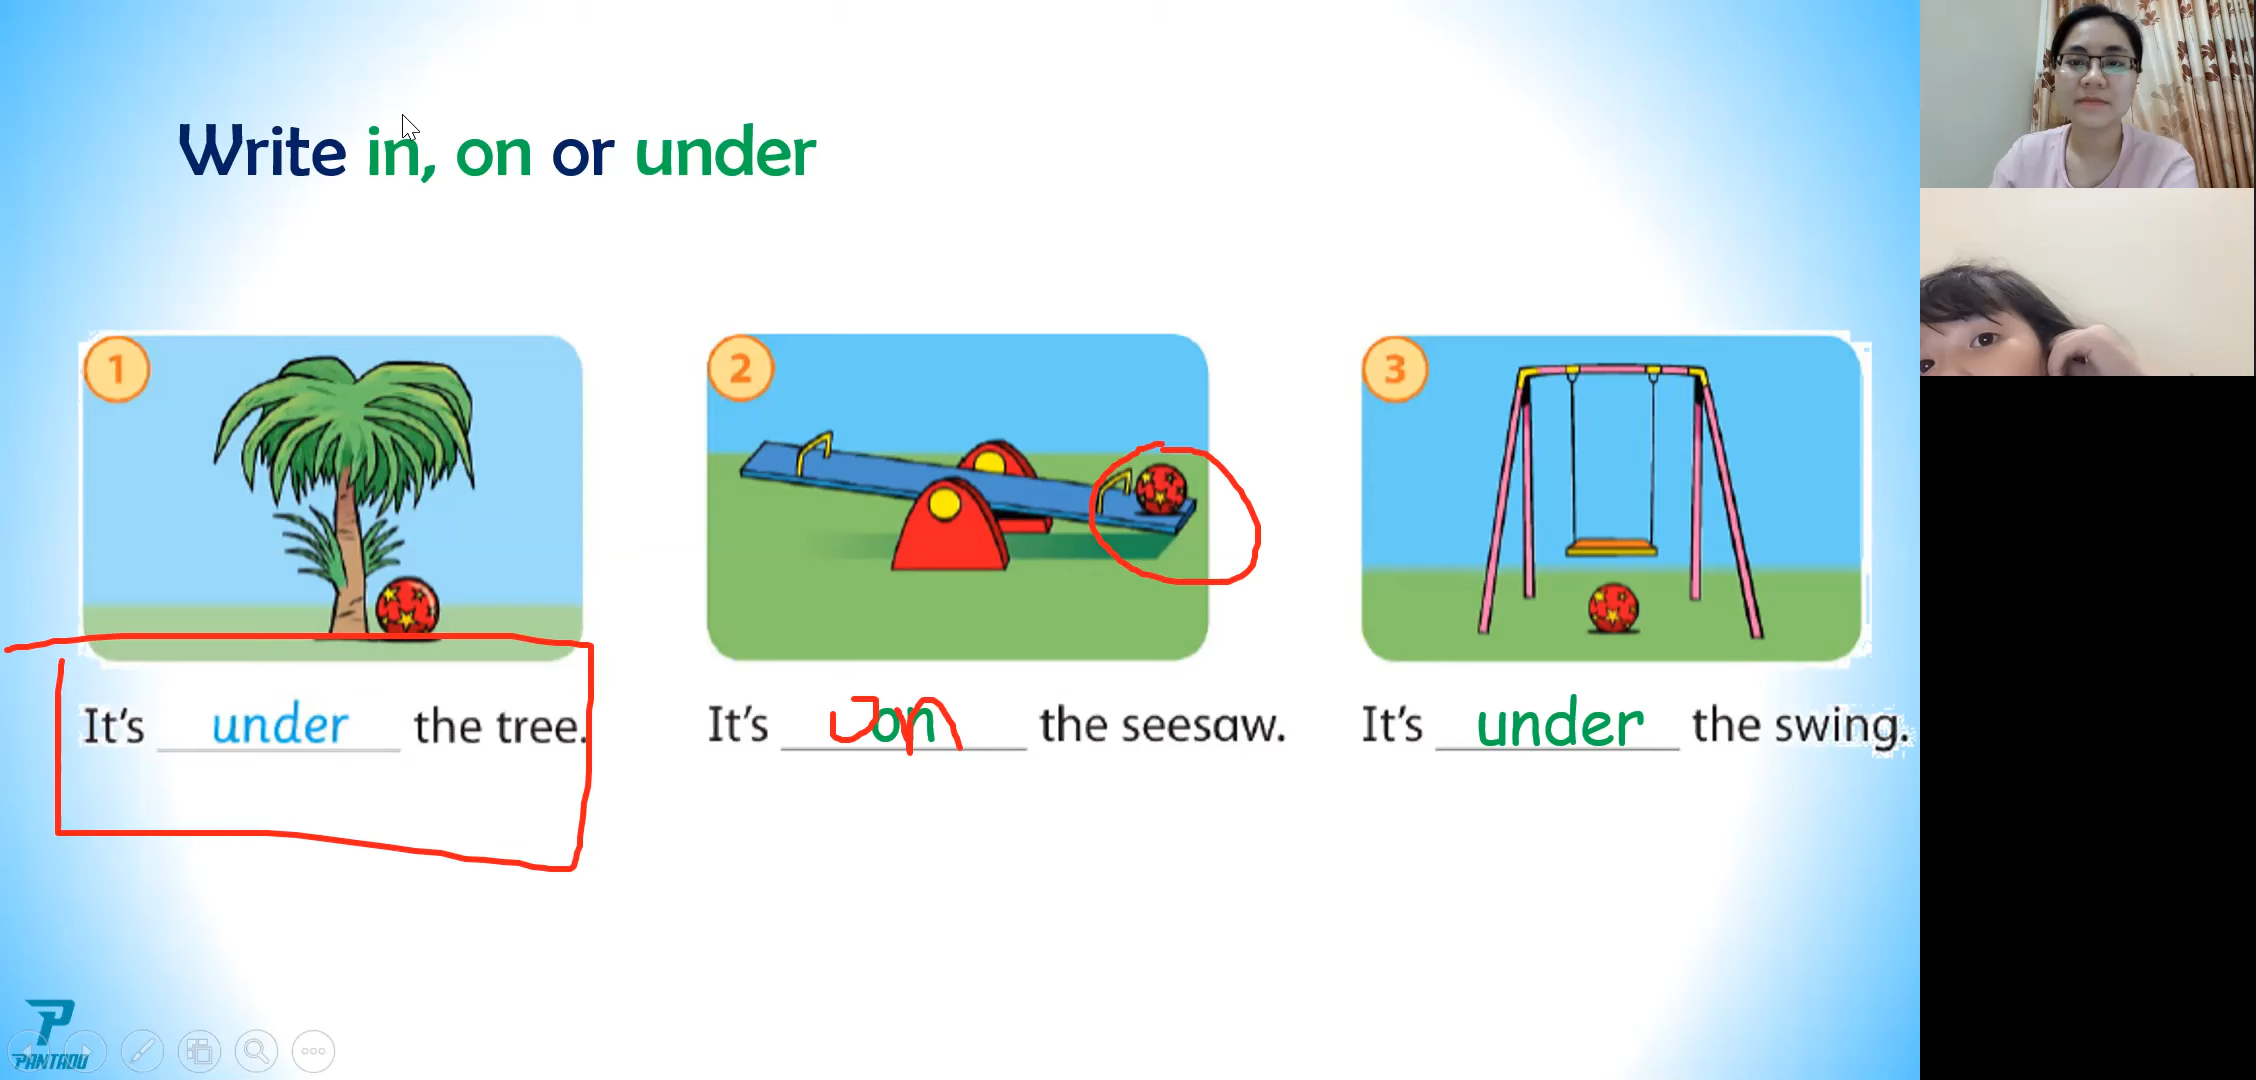 Write in, on or under
1
2
3
It's under the tree.
It's on the seesaw.
It's under the swing.
PANTADO